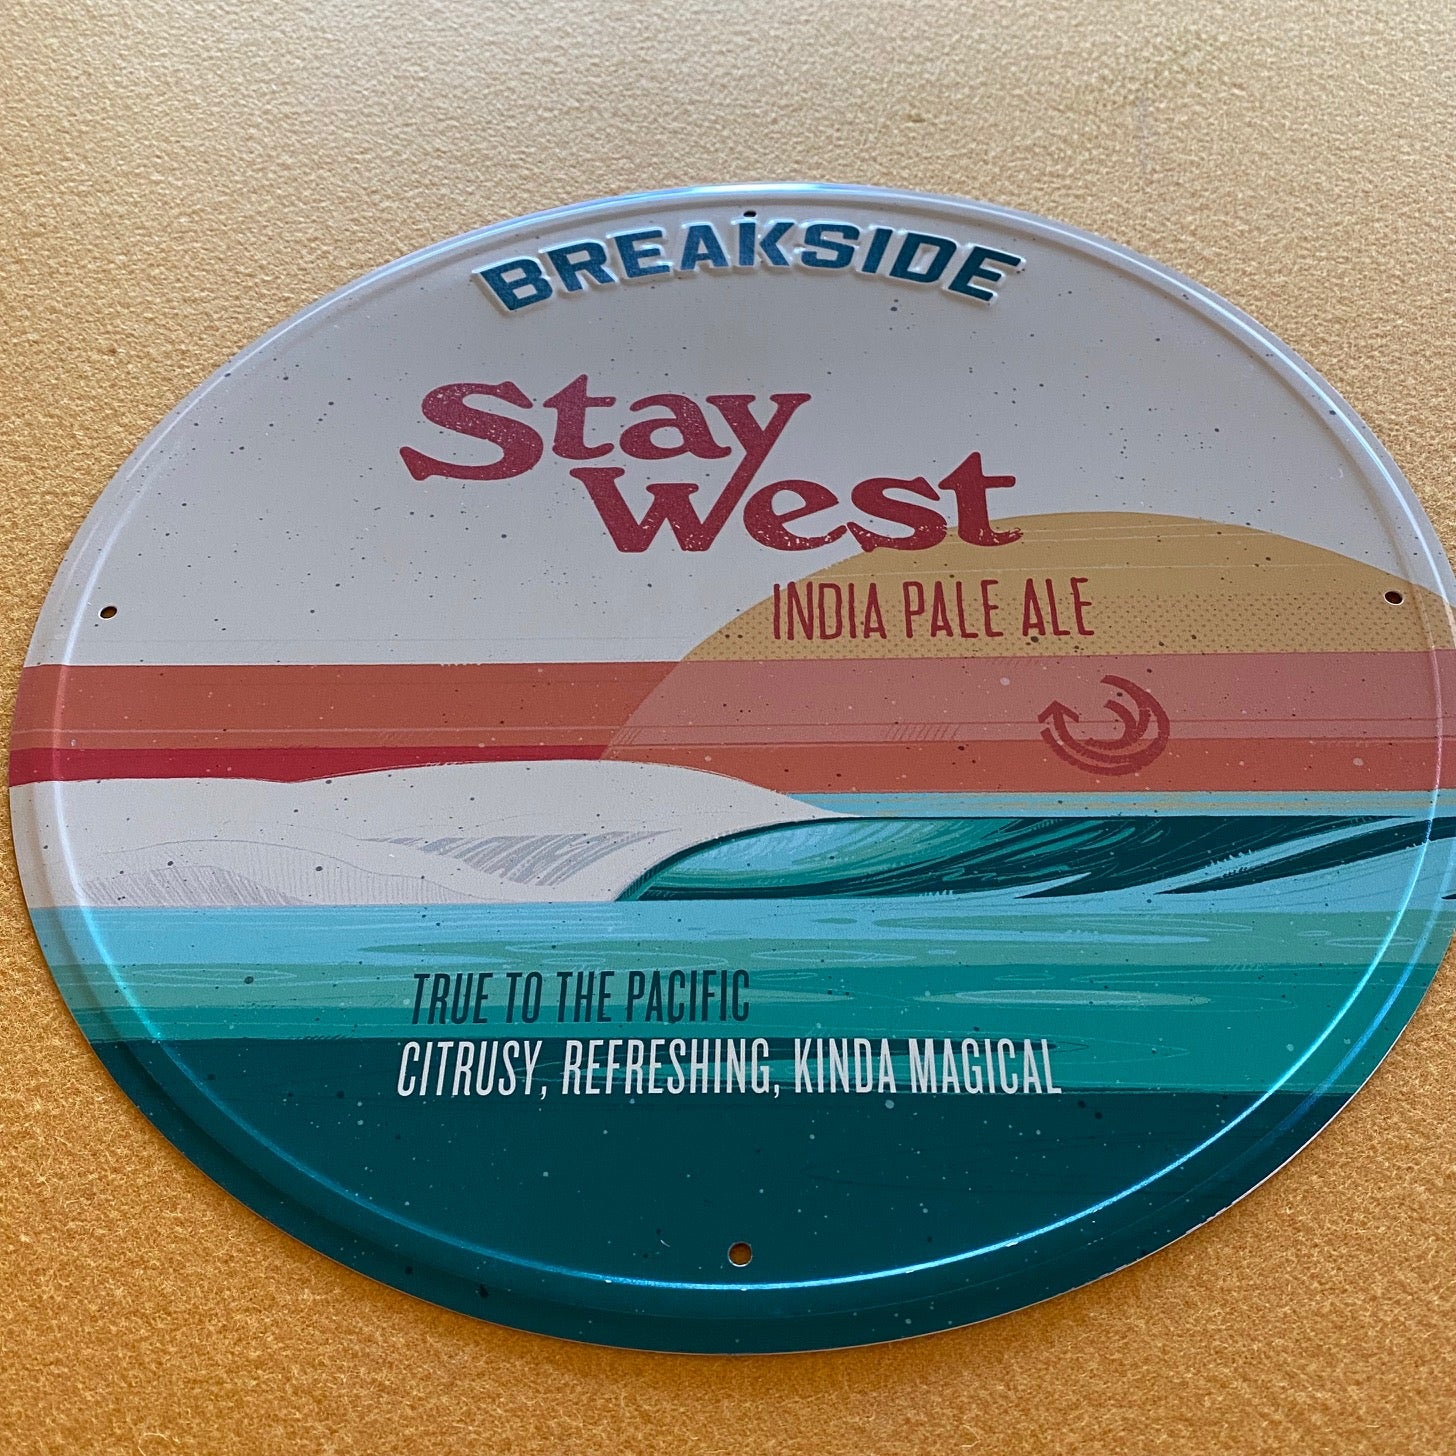 BREAKSIDE
Stay
West
INDIA PALE ALE
TRUE TO THE PACIFIC
CITRUSY, REFRESHING, KINDA MAGICAL